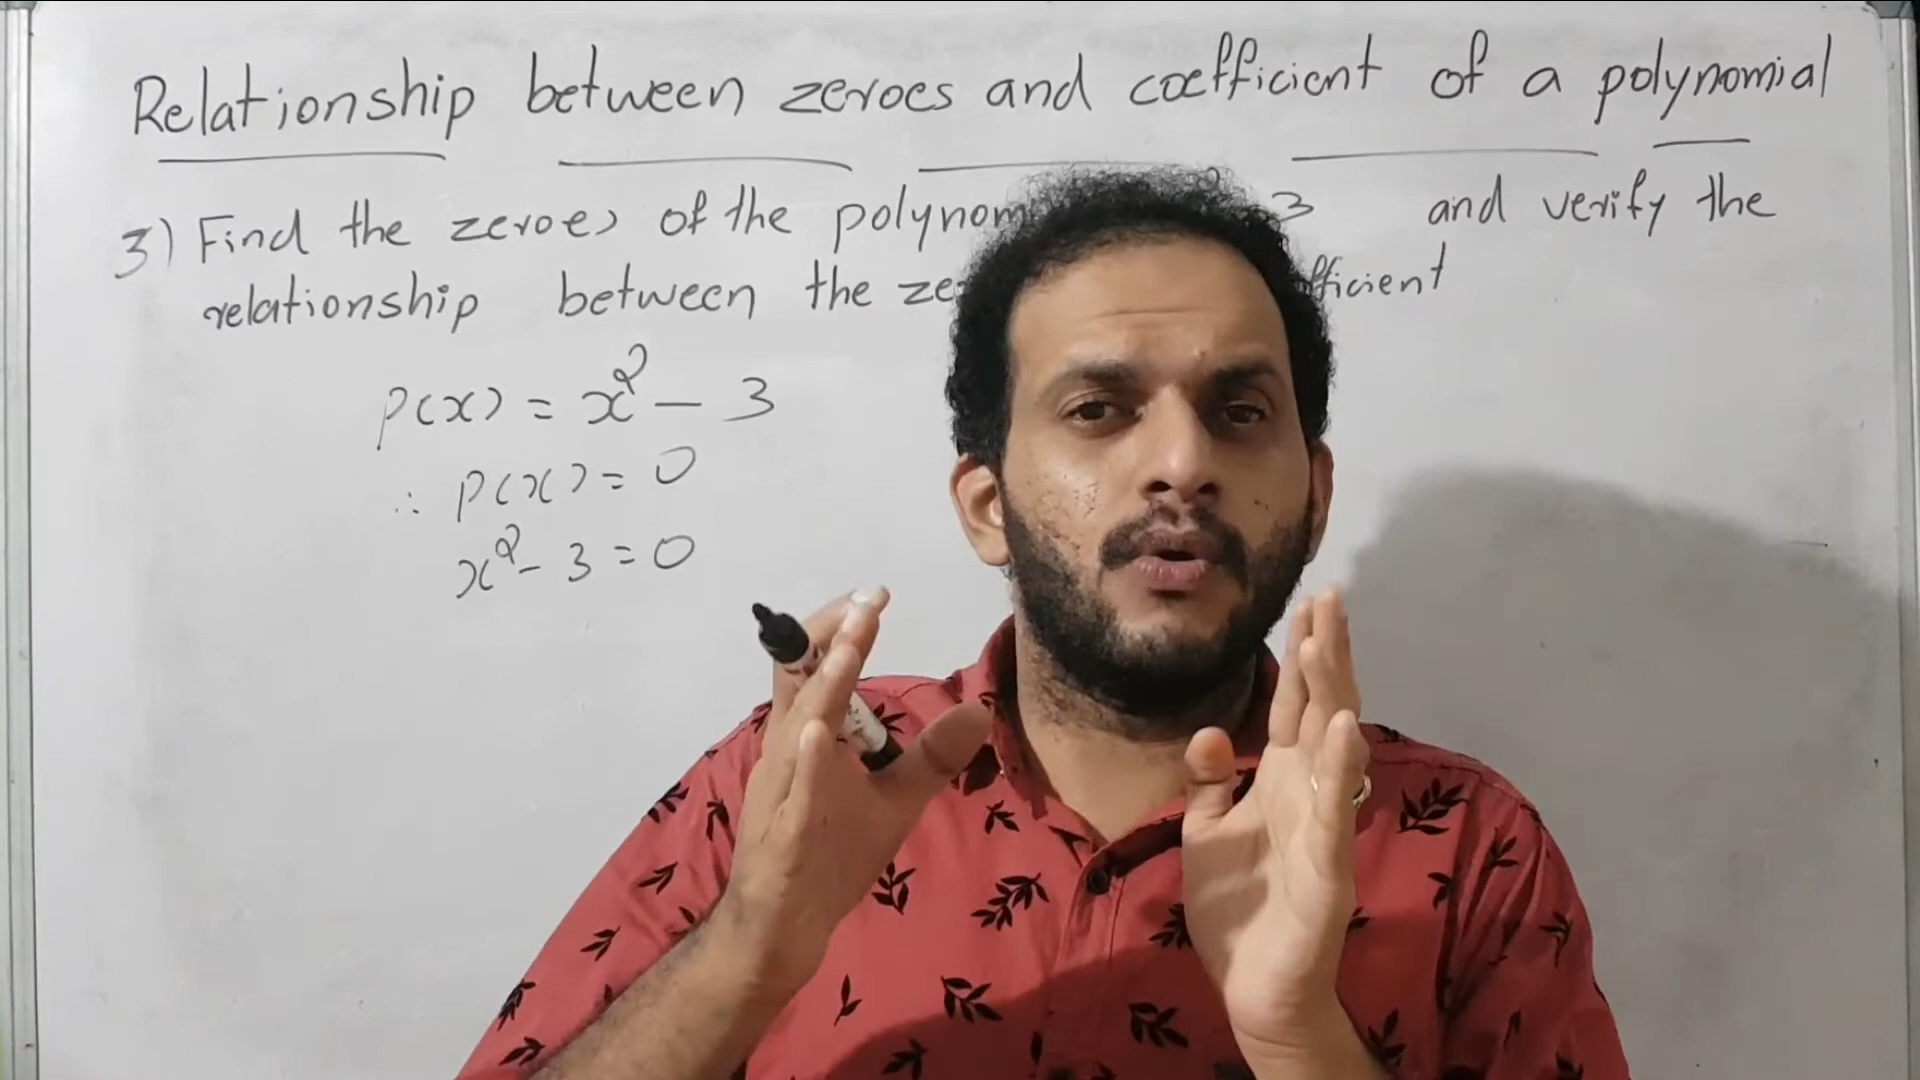 Relationship between zeroes and coefficient of a polynomial
3) Find the zeroes of the polynom 3 and verify the
relationship between the ze fficient
p(x) = x² - 3
∴ p(x) = 0
x² - 3 = 0